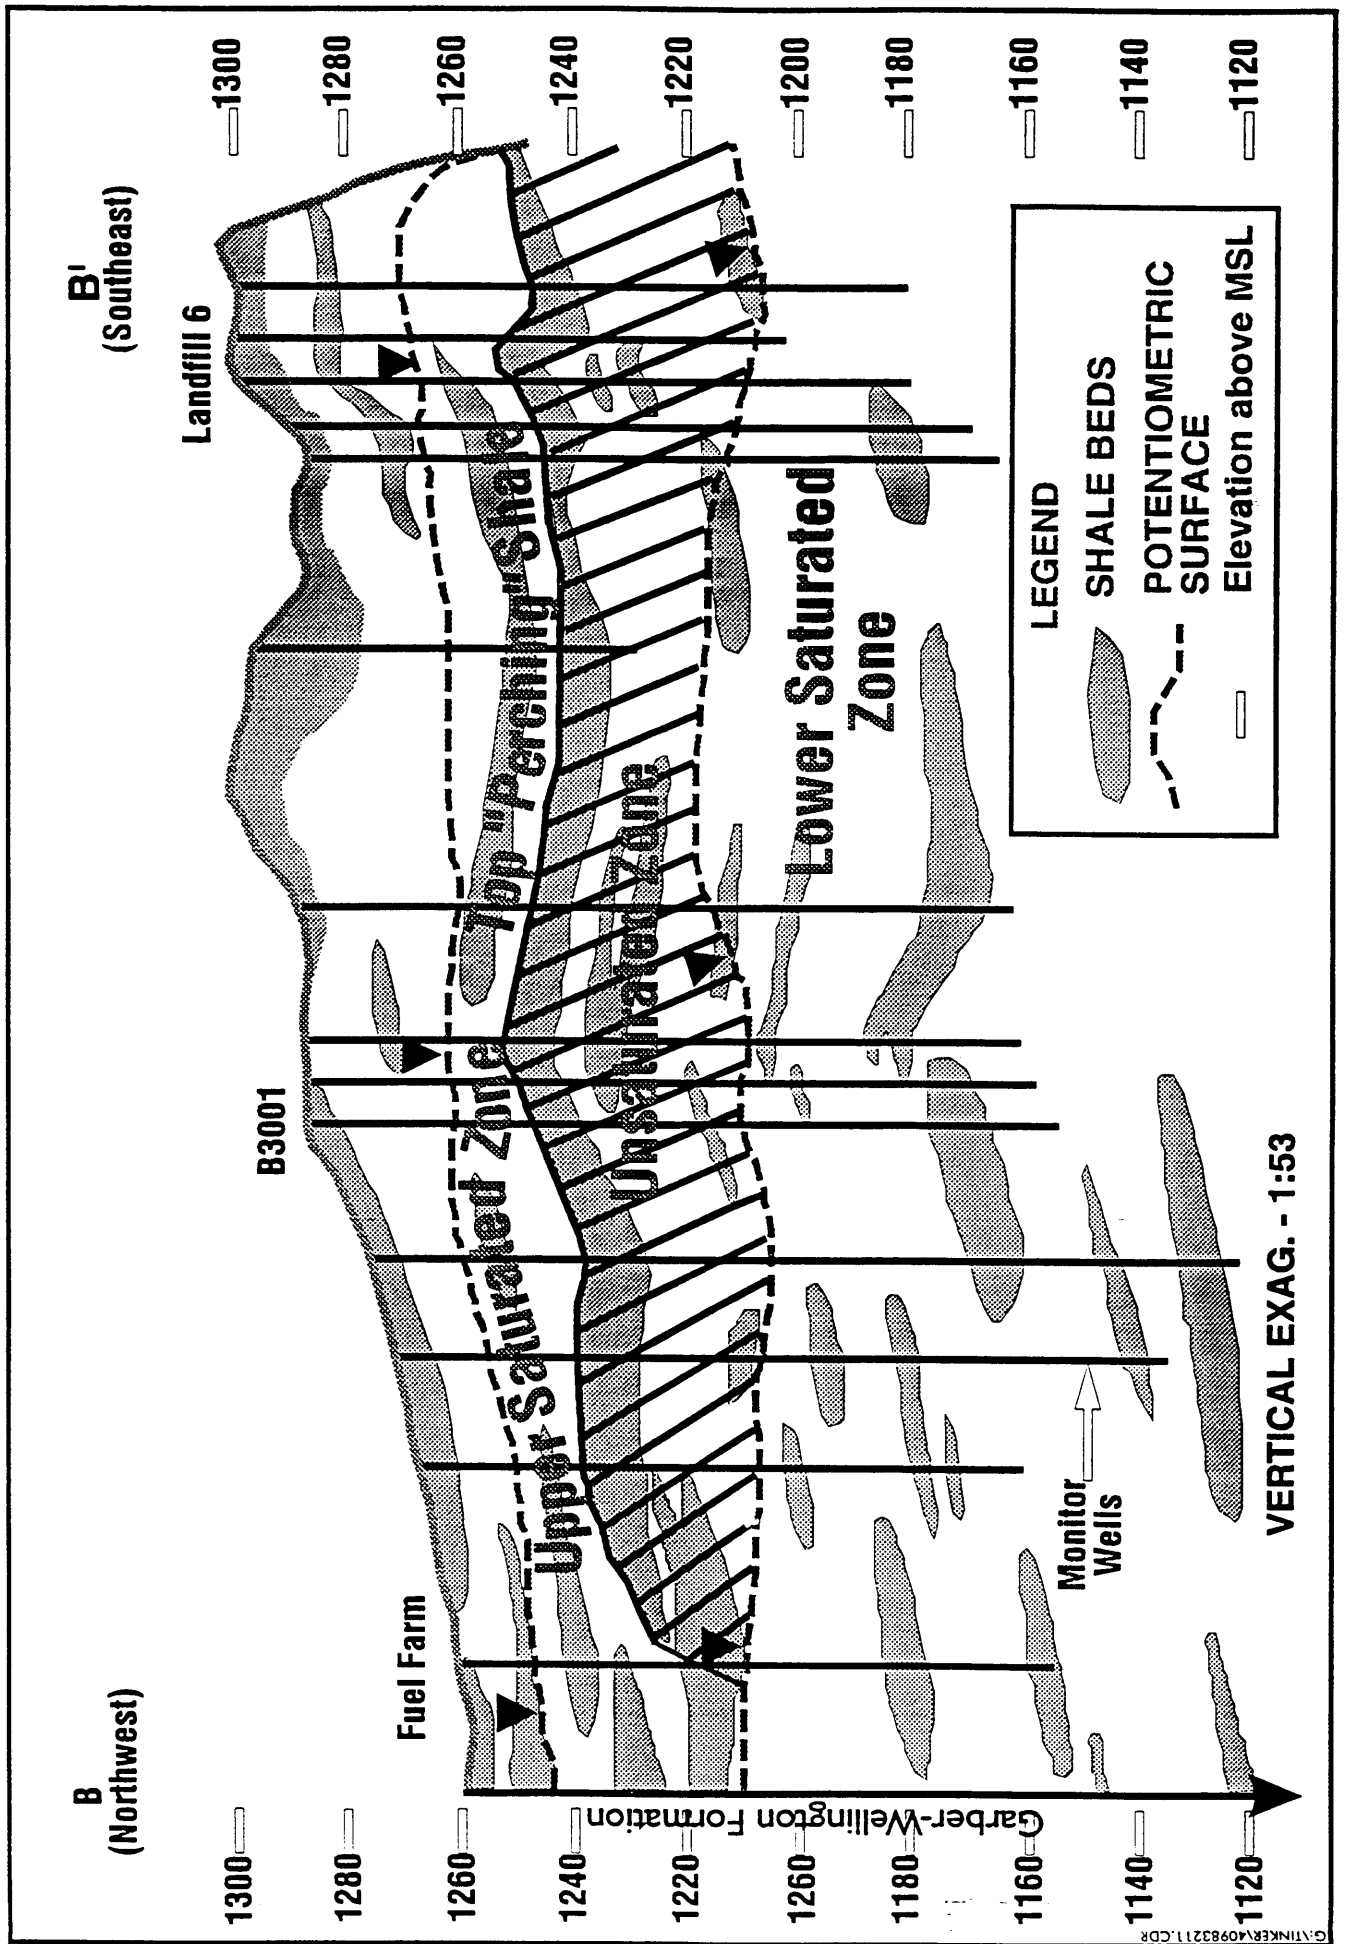 B
(Northwest)
B'
(Southeast)
Fuel Farm
B3001
Landfill 6
1300
1280
1260
1240
1220
1260
1180
1160
1140
1120
1300
1280
1260
1240
1220
1200
1180
1160
1140
1120
Garber-Wellington Formation
Upper Saturated Zone
Top "Perching" Shale
Unsaturated Zone
Lower Saturated
Zone
Monitor
Wells
LEGEND
SHALE BEDS
POTENTIOMETRIC
SURFACE
Elevation above MSL
VERTICAL EXAG. - 1:53
G:\TINKER\40983211.CDR